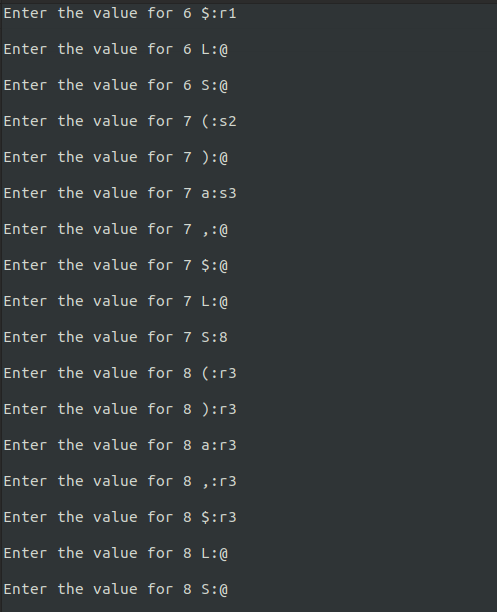 Enter the value for 6 $:r1
Enter the value for 6 L:@
Enter the value for 6 S:@
Enter the value for 7 (:s2
Enter the value for 7 ):@
Enter the value for 7 a:s3
Enter the value for 7 ,:@
Enter the value for 7 $:@
Enter the value for 7 L:@
Enter the value for 7 S:8
Enter the value for 8 (:r3
Enter the value for 8 ):r3
Enter the value for 8 a:r3
Enter the value for 8 ,:r3
Enter the value for 8 $:r3
Enter the value for 8 L:@
Enter the value for 8 S:@